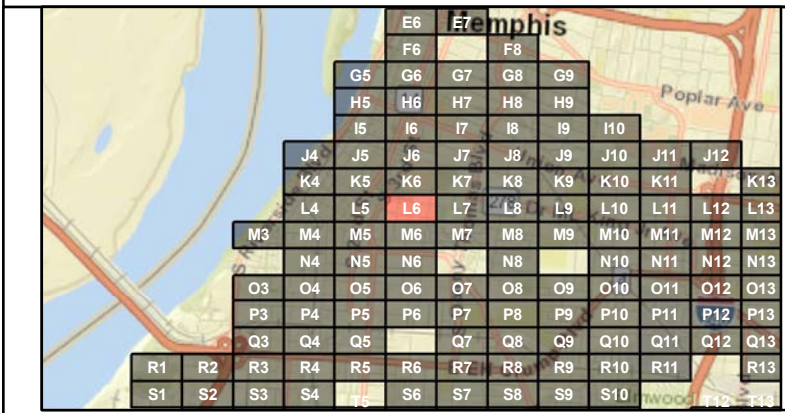 Memphis
E6 E7
F6 F8
G5 G6 G7 G8 G9
Poplar Ave
H5 H6 H7 H8 H9
I5 I6 I7 I8 I9 I10
J4 J5 J6 J7 J8 J9 J10 J11 J12
K4 K5 K6 K7 K8 K9 K10 K11 K13
L4 L5 L6 L7 L8 L9 L10 L11 L12 L13
M3 M4 M5 M6 M7 M8 M9 M10 M11 M12 M13
N4 N5 N6 N8 N10 N11 N12 N13
O3 O4 O5 O6 O7 O8 O9 O10 O11 O12 O13
P3 P4 P5 P6 P7 P8 P9 P10 P11 P12 P13
Q3 Q4 Q5 Q7 Q8 Q9 Q10 Q11 Q12 Q13
R1 R2 R3 R4 R5 R6 R7 R8 R9 R10 R11 R13
S1 S2 S3 S4 T5 S6 S7 S8 S9 S10 T12 T13